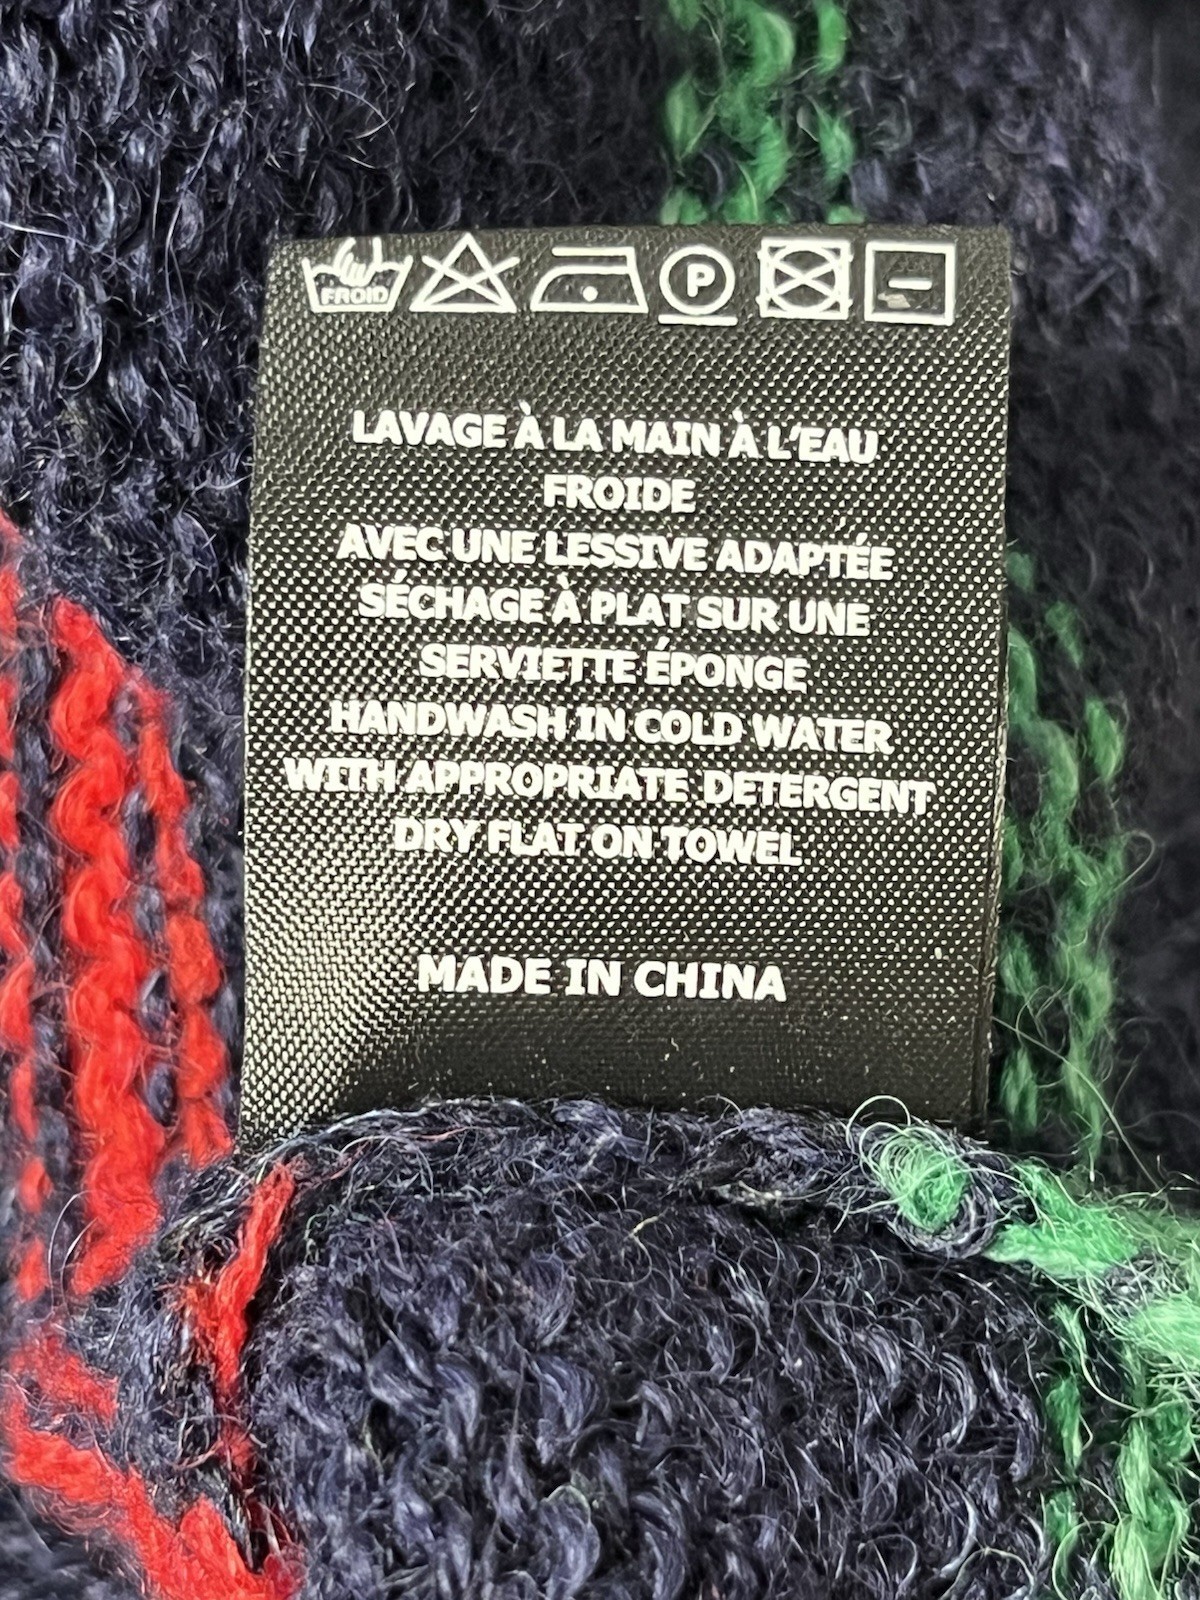 FROID
P
LAVAGE À LA MAIN À L'EAU
FROIDE
AVEC UNE LESSIVE ADAPTÉE
SÉCHAGE À PLAT SUR UNE
SERVIETTE ÉPONGE
HANDWASH IN COLD WATER
WITH APPROPRIATE DETERGENT
DRY FLAT ON TOWEL
MADE IN CHINA